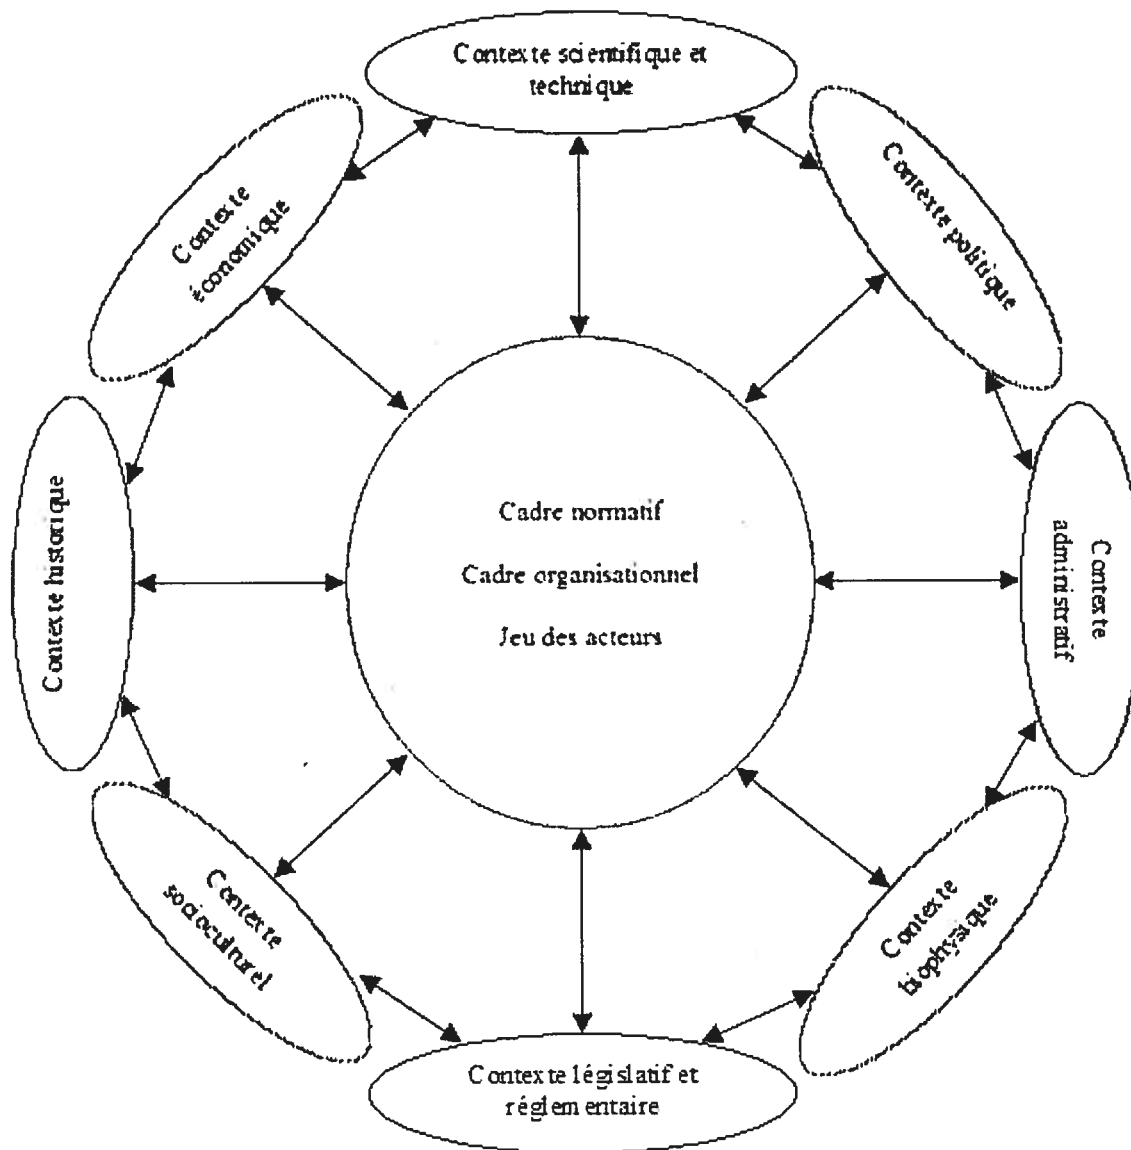 Contexte scientifique et
technique
Contexte politique
Contexte
économique
Contexte historique
Cadre normatif
Cadre organisationnel
Jeu des acteurs
Contexte
administratif
Contexte
socioculturel
Contexte
biophysique
Contexte législatif et
réglementaire